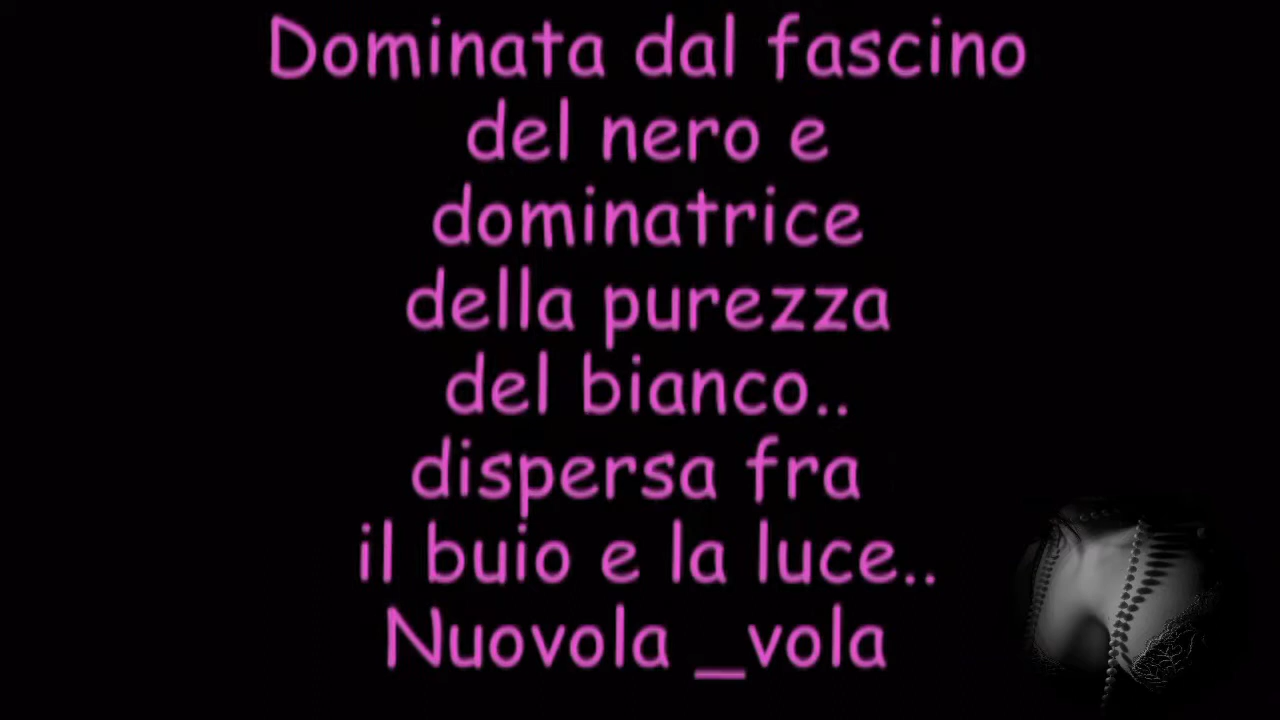 Dominata dal fascino
del nero e
dominatrice
della purezza
del bianco..
dispersa fra
il buio e la luce..
Nuovola _vola